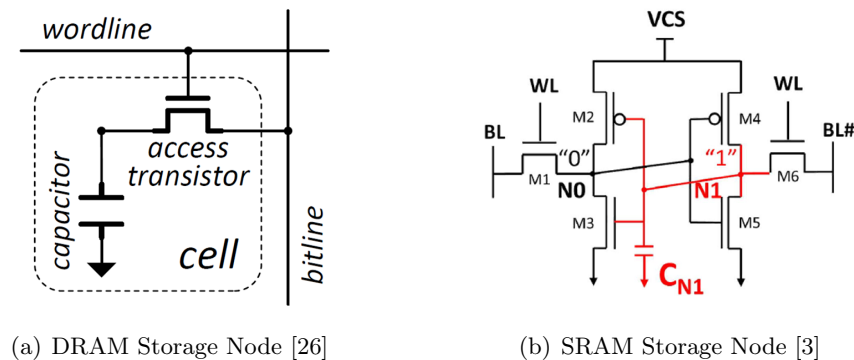 wordline
access
transistor
capacitor
cell
bitline
VCS
WL
WL
M2
M4
BL
BL#
"0"
"1"
M1
N0
N1
M6
M3
M5
C_N1
(a) DRAM Storage Node [26]
(b) SRAM Storage Node [3]